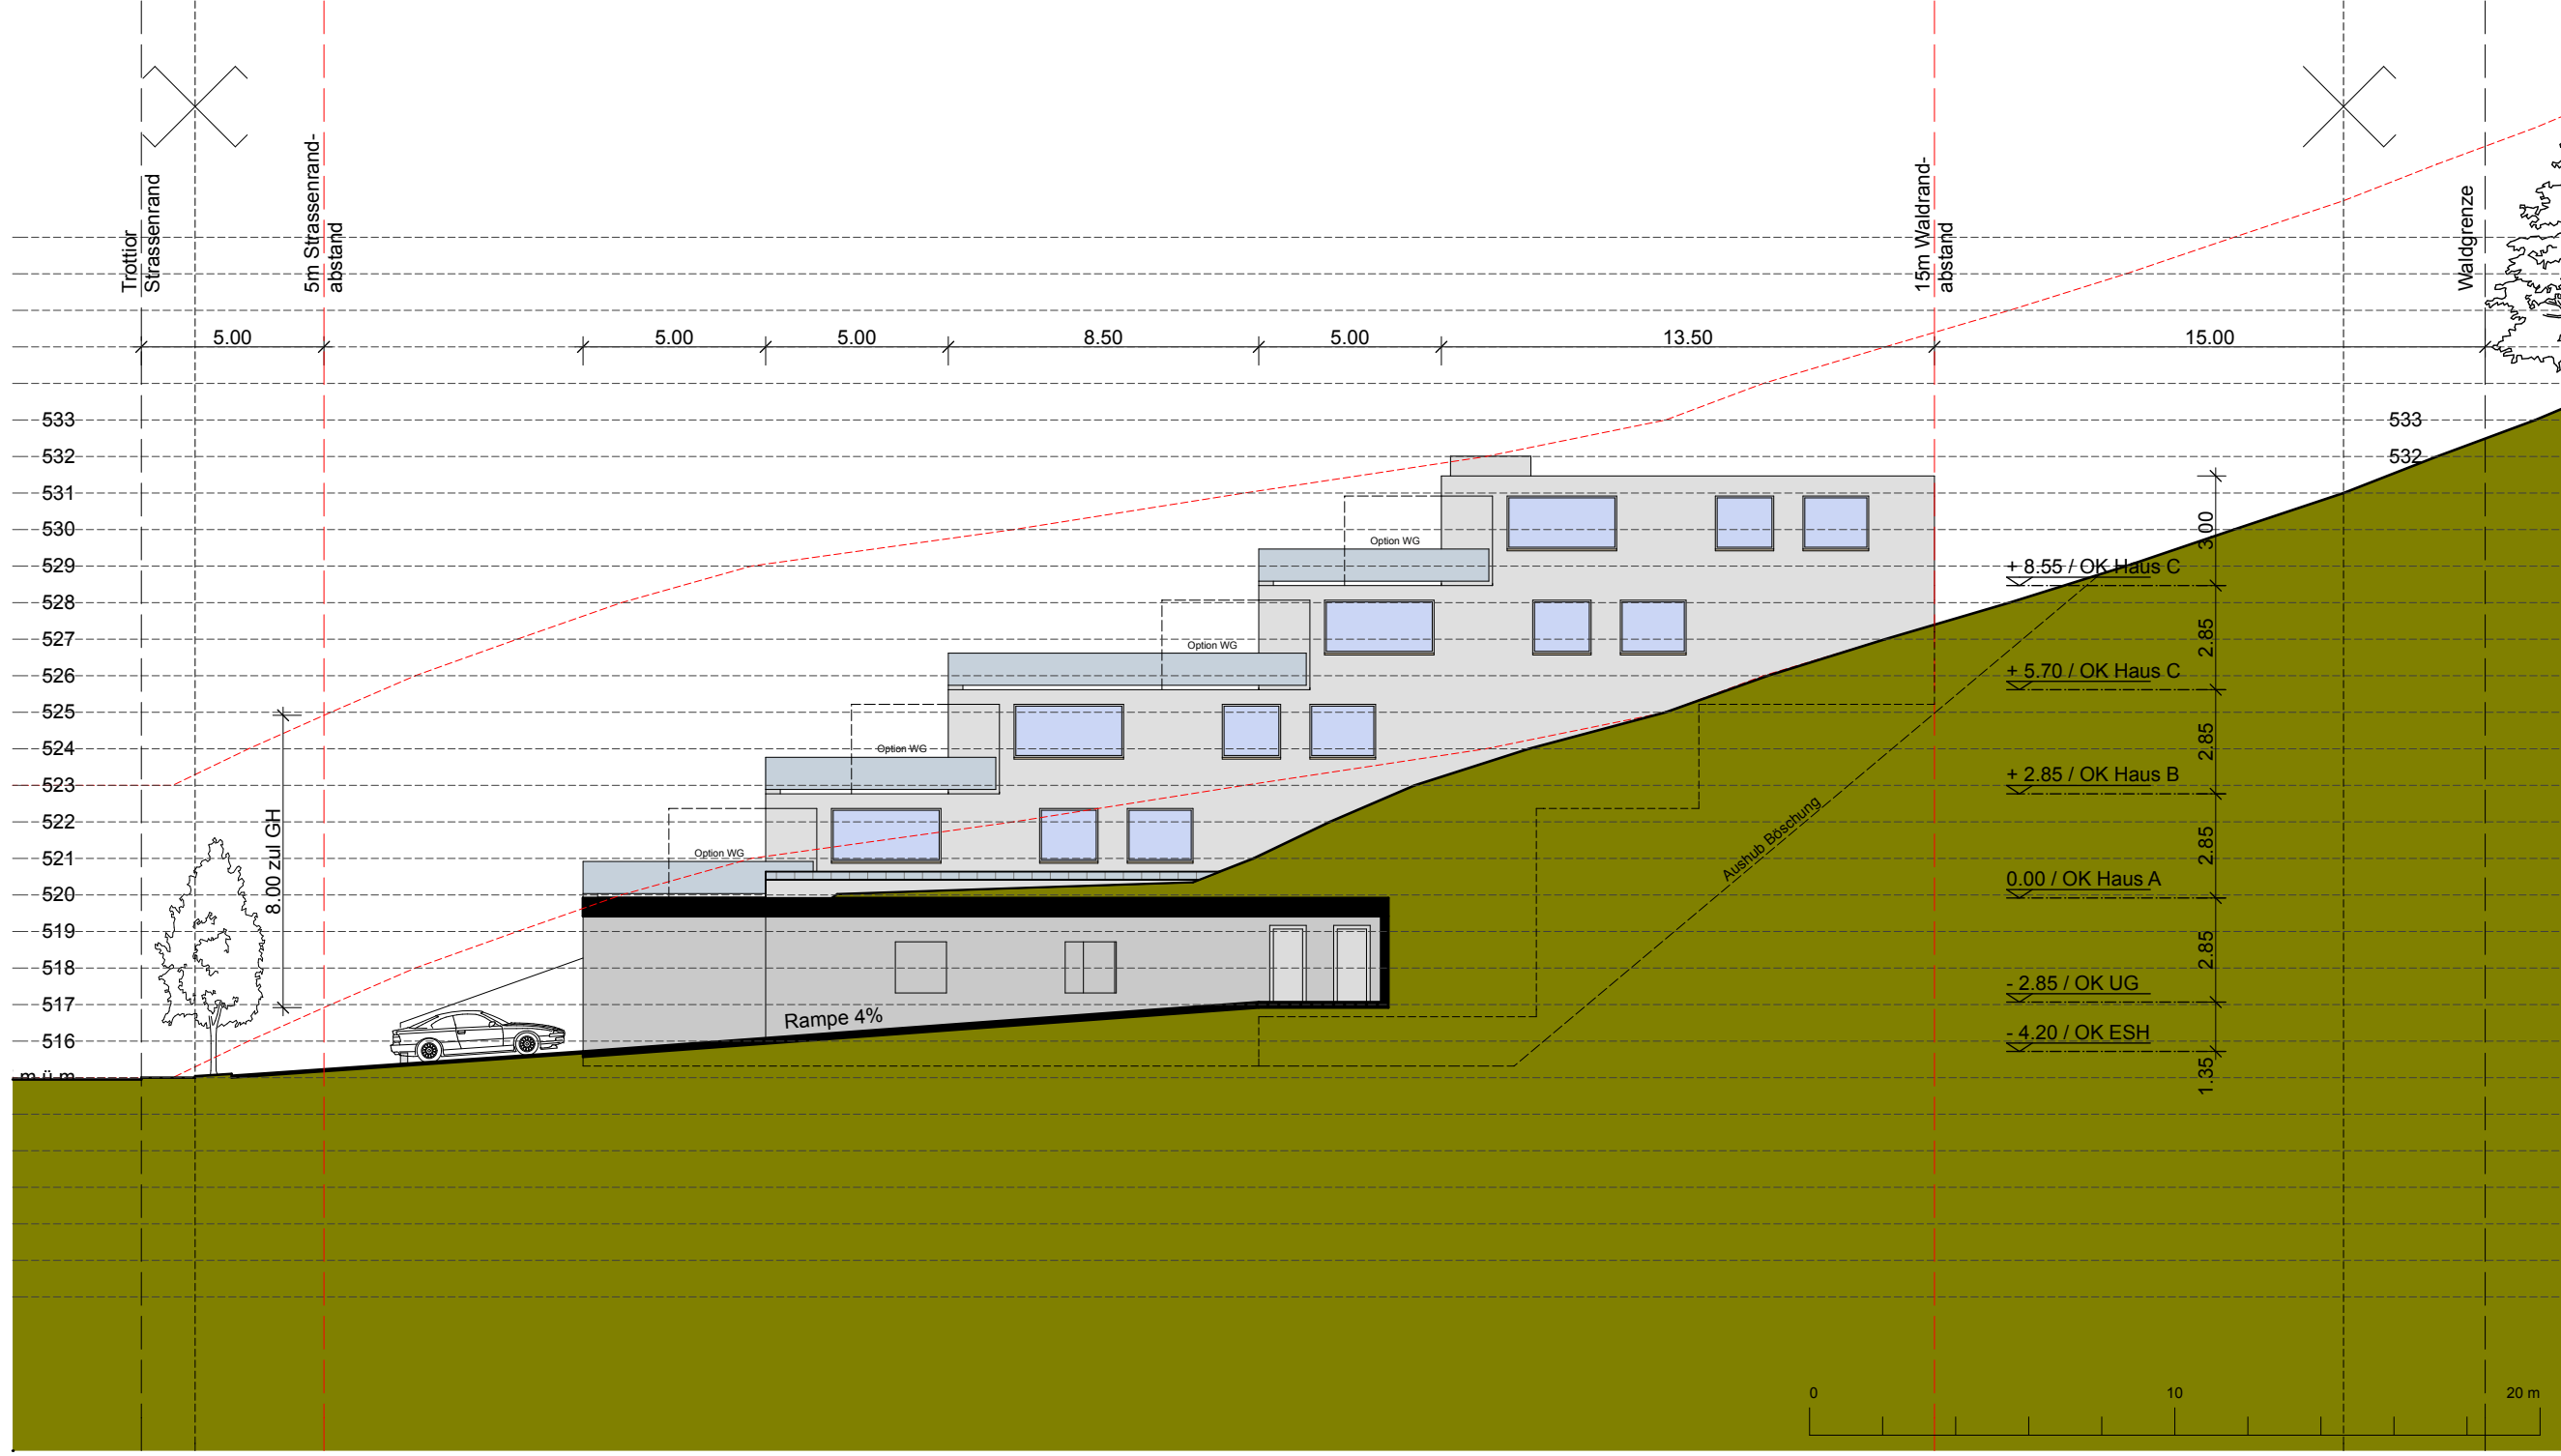 Trottior
Strassenrand
5m Strassenrand-
abstand
15m Waldrand-
abstand
Waldgrenze
5.00
5.00
5.00
8.50
5.00
13.50
15.00
533
533
532
532
531
530
529
528
527
526
525
524
523
522
521
520
519
518
517
516
m ü m
8.00 zul GH
Option WG
Option WG
Option WG
Option WG
3.00
+ 8.55 / OK Haus C
2.85
+ 5.70 / OK Haus C
2.85
+ 2.85 / OK Haus B
2.85
0.00 / OK Haus A
2.85
- 2.85 / OK UG
- 4.20 / OK ESH
1.35
Aushub Böschung
Rampe 4%
0
10
20 m